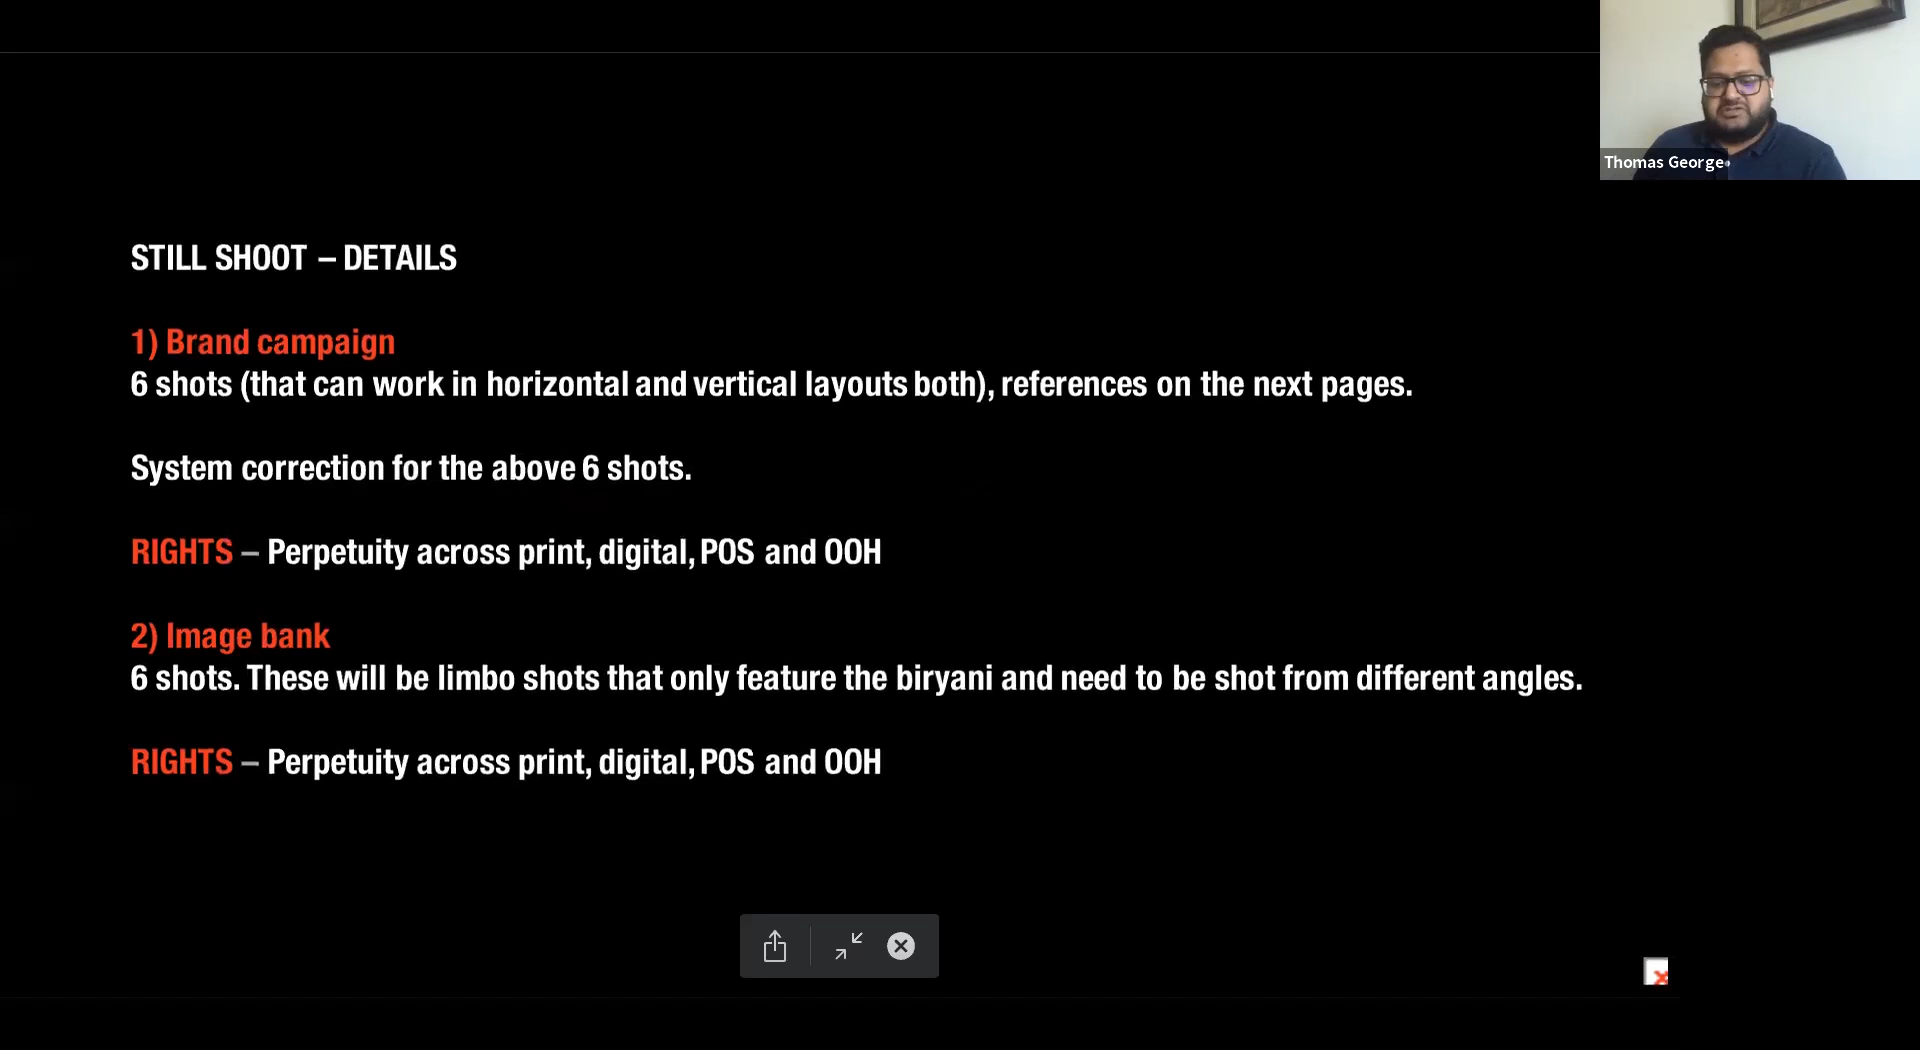 Thomas George
STILL SHOOT – DETAILS
1) Brand campaign
6 shots (that can work in horizontal and vertical layouts both), references on the next pages.
System correction for the above 6 shots.
RIGHTS – Perpetuity across print, digital, POS and OOH
2) Image bank
6 shots. These will be limbo shots that only feature the biryani and need to be shot from different angles.
RIGHTS – Perpetuity across print, digital, POS and OOH